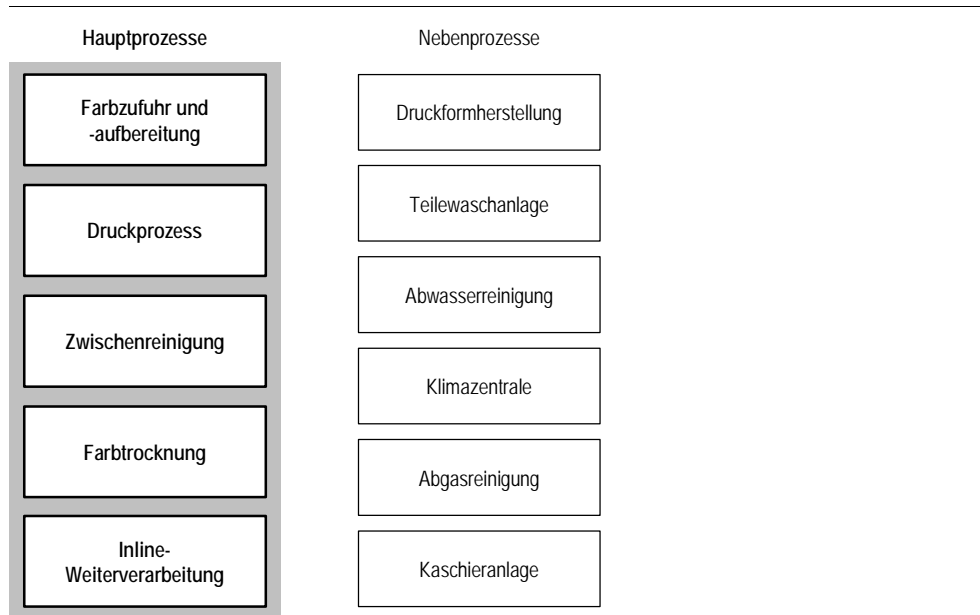 Hauptprozesse
Farbzufuhr und
-aufbereitung
Druckprozess
Zwischenreinigung
Farbtrocknung
Inline-
Weiterverarbeitung
Nebenprozesse
Druckformherstellung
Teilewaschanlage
Abwasserreinigung
Klimazentrale
Abgasreinigung
Kaschieranlage